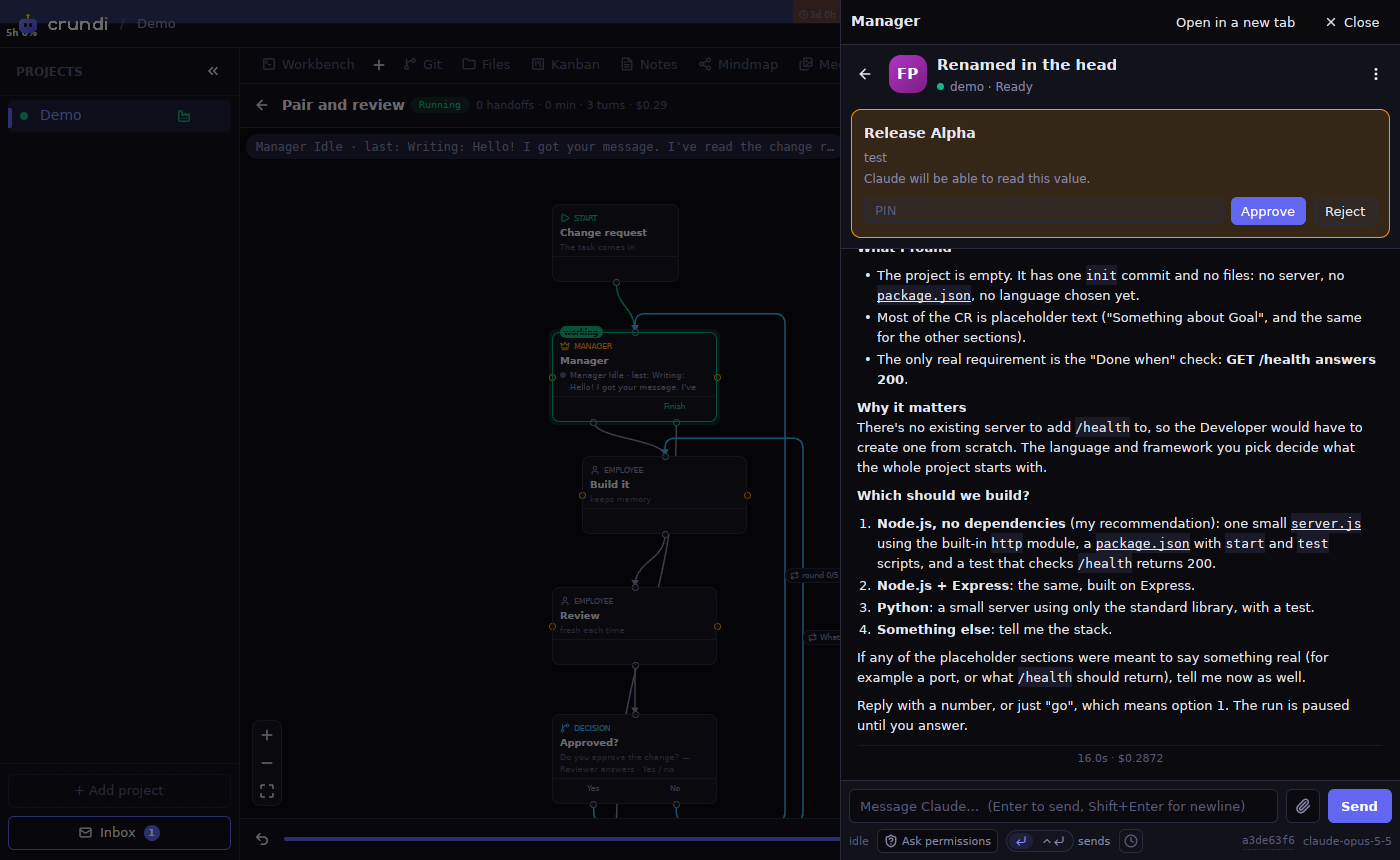 crundi / Demo
3d 0h
5h 0%
PROJECTS
Demo
+ Add project
Inbox 1
Workbench
Git
Files
Kanban
Notes
Mindmap
Pair and review Running 0 handoffs · 0 min · 3 turns · $0.29
Manager Idle · last: Writing: Hello! I got your message. I've read the change r…
START
Change request
The task comes in
working
MANAGER
Manager
Manager Idle · last: Writing:
Hello! I got your message. I've
Finish
EMPLOYEE
Build it
keeps memory
round 0/5
EMPLOYEE
Review
fresh each time
What
DECISION
Approved?
Do you approve the change? —
Reviewer answers · Yes / no
Yes No
Manager Open in a new tab Close
FP
Renamed in the head
demo · Ready
Release Alpha
test
Claude will be able to read this value.
PIN Approve Reject
What I found
• The project is empty. It has one init commit and no files: no server, no
package.json, no language chosen yet.
• Most of the CR is placeholder text ("Something about Goal", and the same
for the other sections).
• The only real requirement is the "Done when" check: GET /health answers
200.
Why it matters
There's no existing server to add /health to, so the Developer would have to
create one from scratch. The language and framework you pick decide what
the whole project starts with.
Which should we build?
1. Node.js, no dependencies (my recommendation): one small server.js
using the built-in http module, a package.json with start and test
scripts, and a test that checks /health returns 200.
2. Node.js + Express: the same, built on Express.
3. Python: a small server using only the standard library, with a test.
4. Something else: tell me the stack.
If any of the placeholder sections were meant to say something real (for
example a port, or what /health should return), tell me now as well.
Reply with a number, or just "go", which means option 1. The run is paused
until you answer.
16.0s · $0.2872
Message Claude… (Enter to send, Shift+Enter for newline)
Send
idle Ask permissions sends a3de63f6 claude-opus-5-5